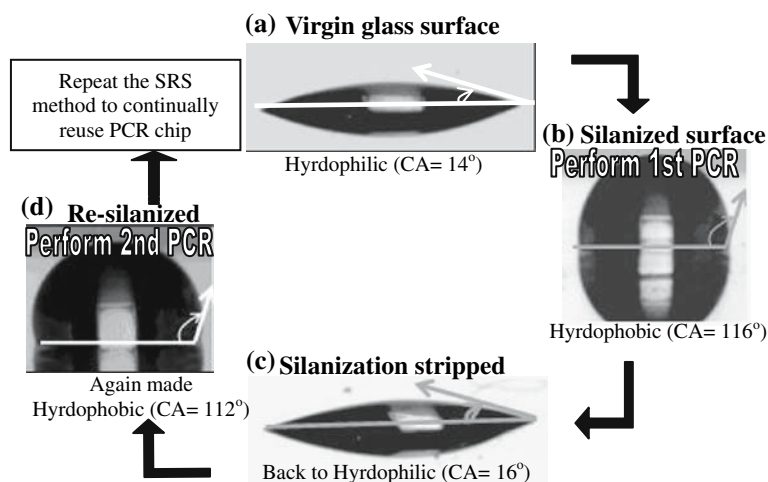 (a) Virgin glass surface
Hyrdophilic (CA= 14°)
(b) Silanized surface
Perform 1st PCR
Hyrdophobic (CA= 116°)
(c) Silanization stripped
Back to Hyrdophilic (CA= 16°)
(d) Re-silanized
Perform 2nd PCR
Again made
Hyrdophobic (CA= 112°)
Repeat the SRS
method to continually
reuse PCR chip